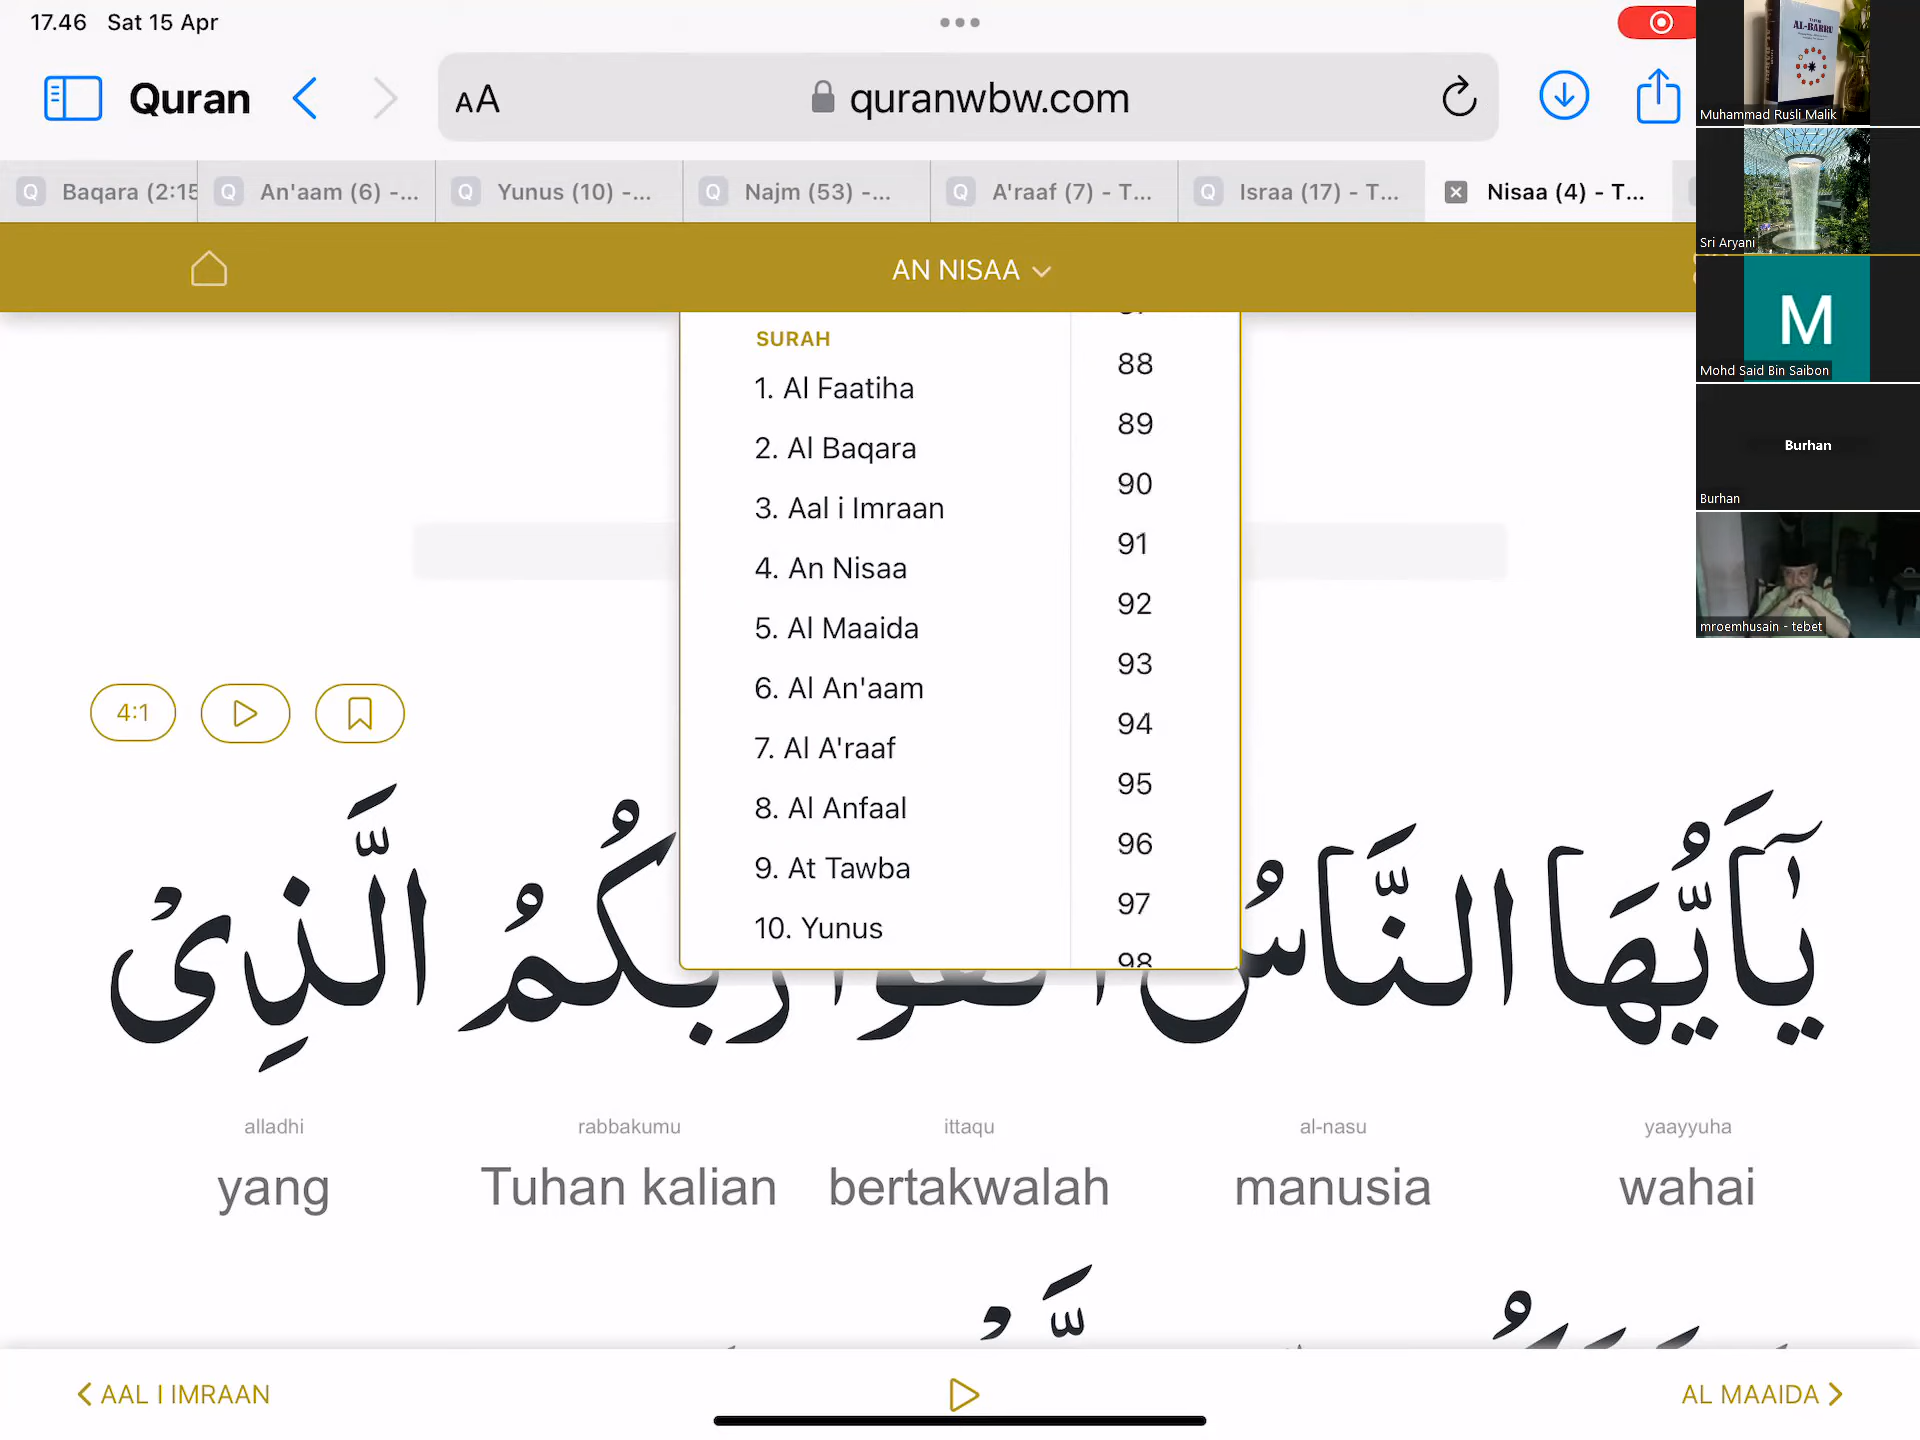 17.46 Sat 15 Apr
Quran
AA quranwbw.com
Baqara (2:15 An'aam (6) -... Yunus (10) -... Najm (53) -... A'raaf (7) - T... Israa (17) - T... Nisaa (4) - T...
AN NISAA
SURAH
1. Al Faatiha
2. Al Baqara
3. Aal i Imraan
4. An Nisaa
5. Al Maaida
6. Al An'aam
7. Al A'raaf
8. Al Anfaal
9. At Tawba
10. Yunus
88
89
90
91
92
93
94
95
96
97
98
4:1
يٰٓاَيُّهَا النَّاسُ رَبَّكُمُ الَّذِىْ
alladhi rabbakumu ittaqu al-nasu yaayyuha
yang Tuhan kalian bertakwalah manusia wahai
AAL I IMRAAN
AL MAAIDA
AL-BARRU
Muhammad Rusli Malik
Sri Aryani
M
Mohd Said Bin Saibon
Burhan
Burhan
mroemhusain - tebet